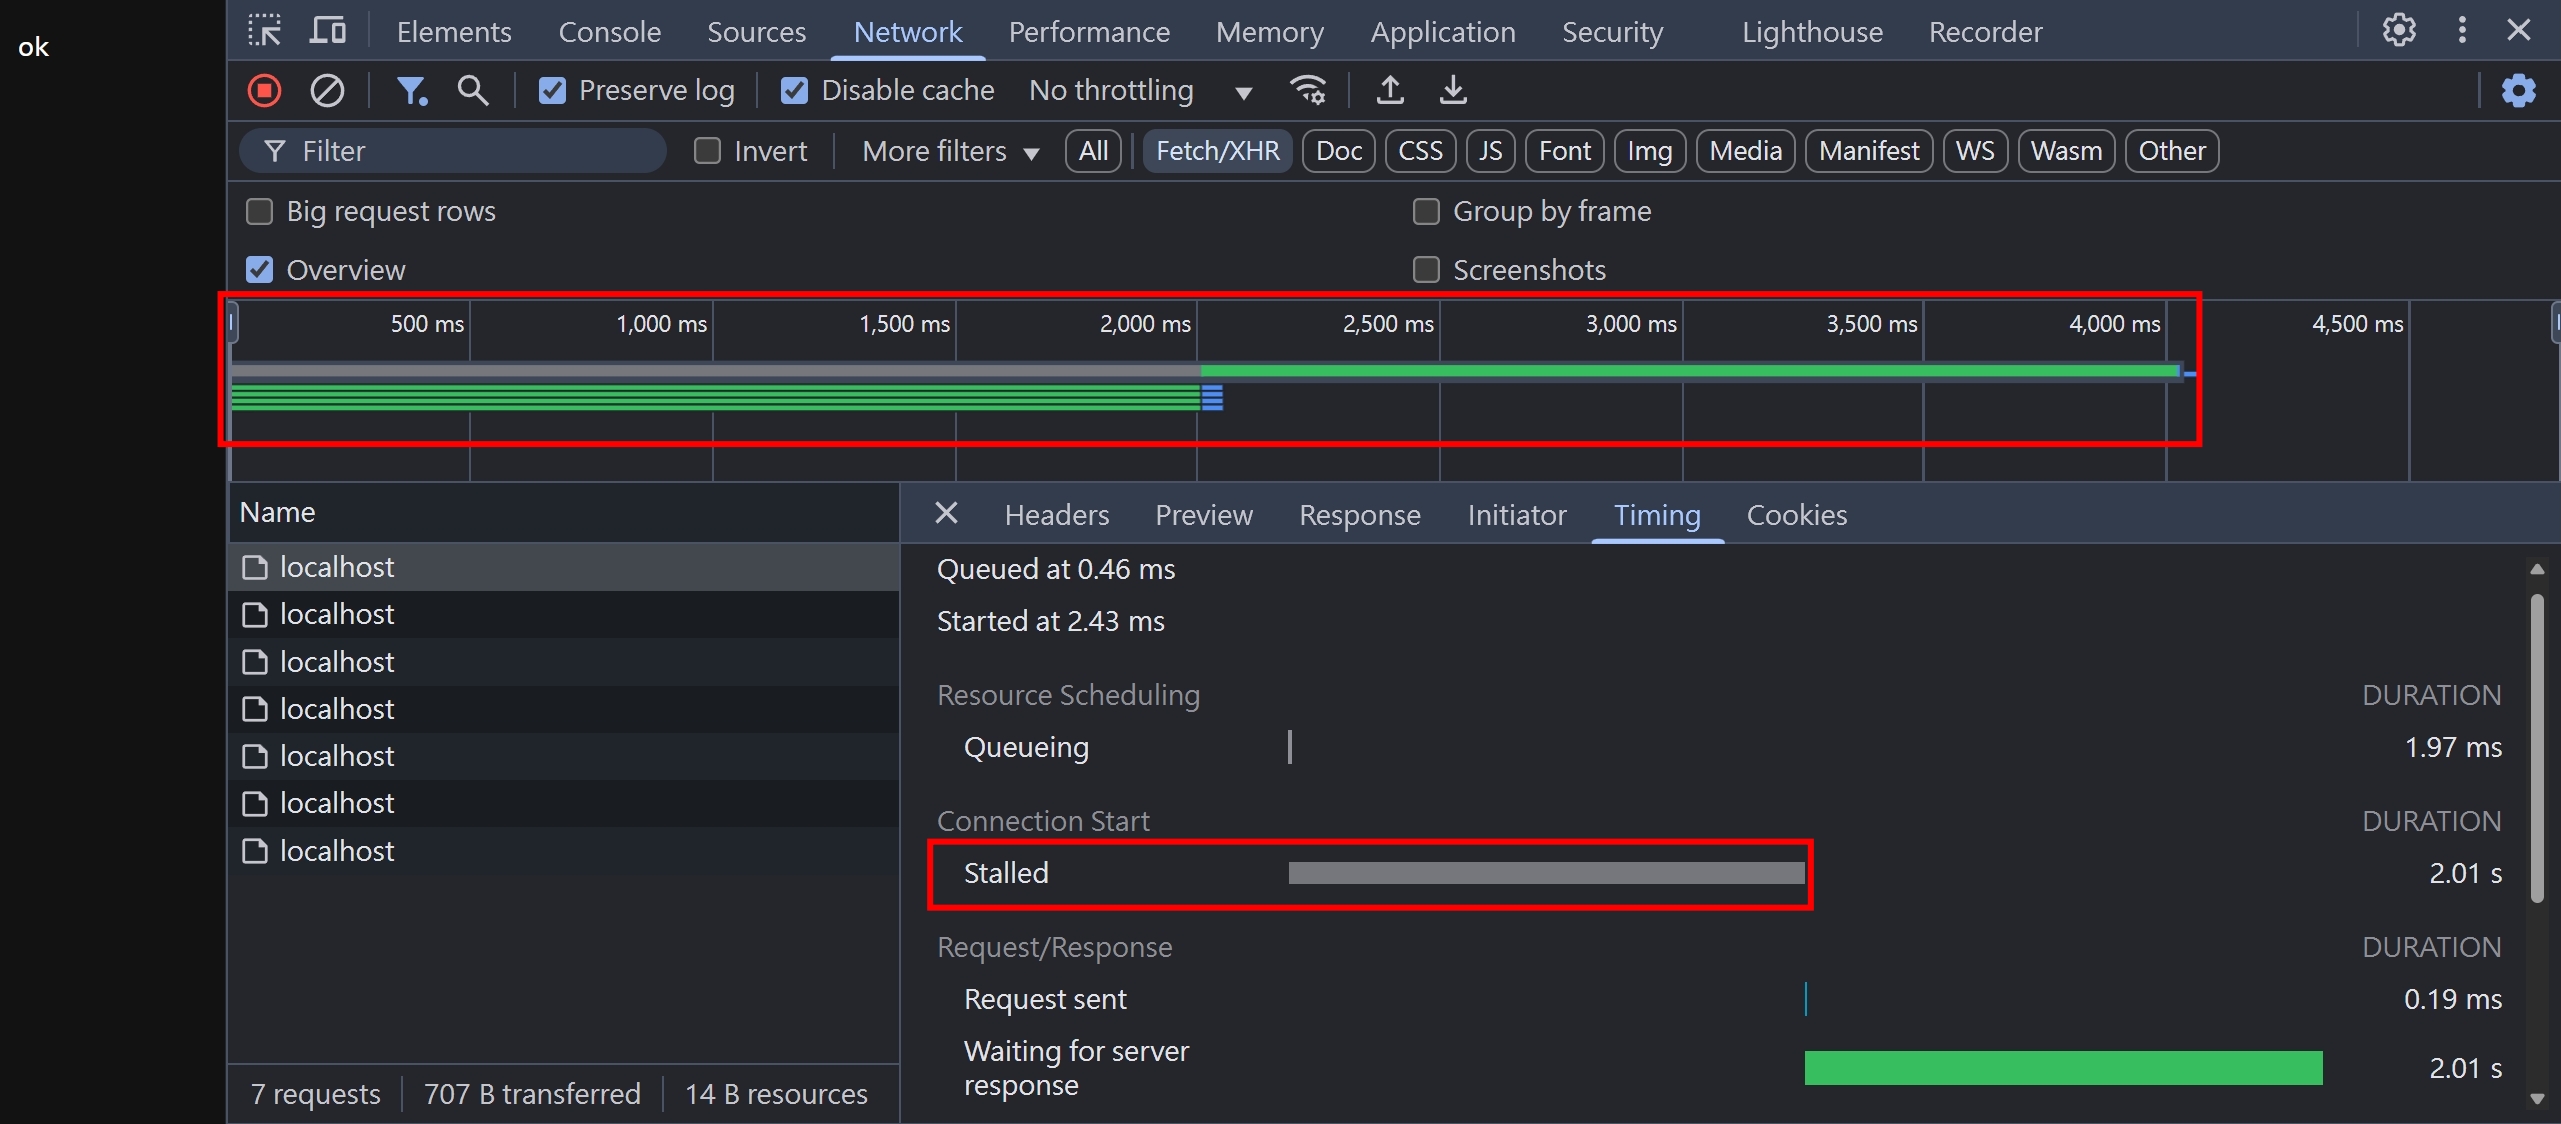 ok
Elements Console Sources Network Performance Memory Application Security Lighthouse Recorder
Preserve log Disable cache No throttling
Filter Invert More filters All Fetch/XHR Doc CSS JS Font Img Media Manifest WS Wasm Other
Big request rows Group by frame
Overview Screenshots
500 ms 1,000 ms 1,500 ms 2,000 ms 2,500 ms 3,000 ms 3,500 ms 4,000 ms 4,500 ms
Name
localhost
localhost
localhost
localhost
localhost
localhost
localhost
7 requests 707 B transferred 14 B resources
Headers Preview Response Initiator Timing Cookies
Queued at 0.46 ms
Started at 2.43 ms
Resource Scheduling DURATION
Queueing 1.97 ms
Connection Start DURATION
Stalled 2.01 s
Request/Response DURATION
Request sent 0.19 ms
Waiting for server
response 2.01 s